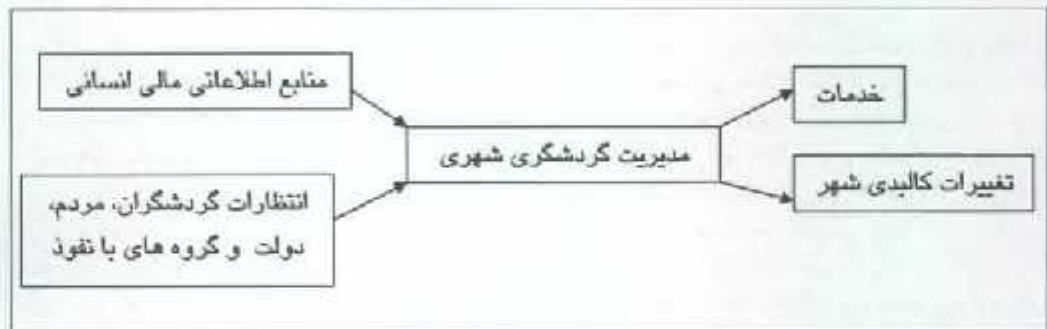 منابع اطلاعاتی مالی انسانی
خدمات
مدیریت گردشگری شهری
تغییرات کالبدی شهر
انتظارات گردشگران، مردم،
دولت و گروه های با نفوذ